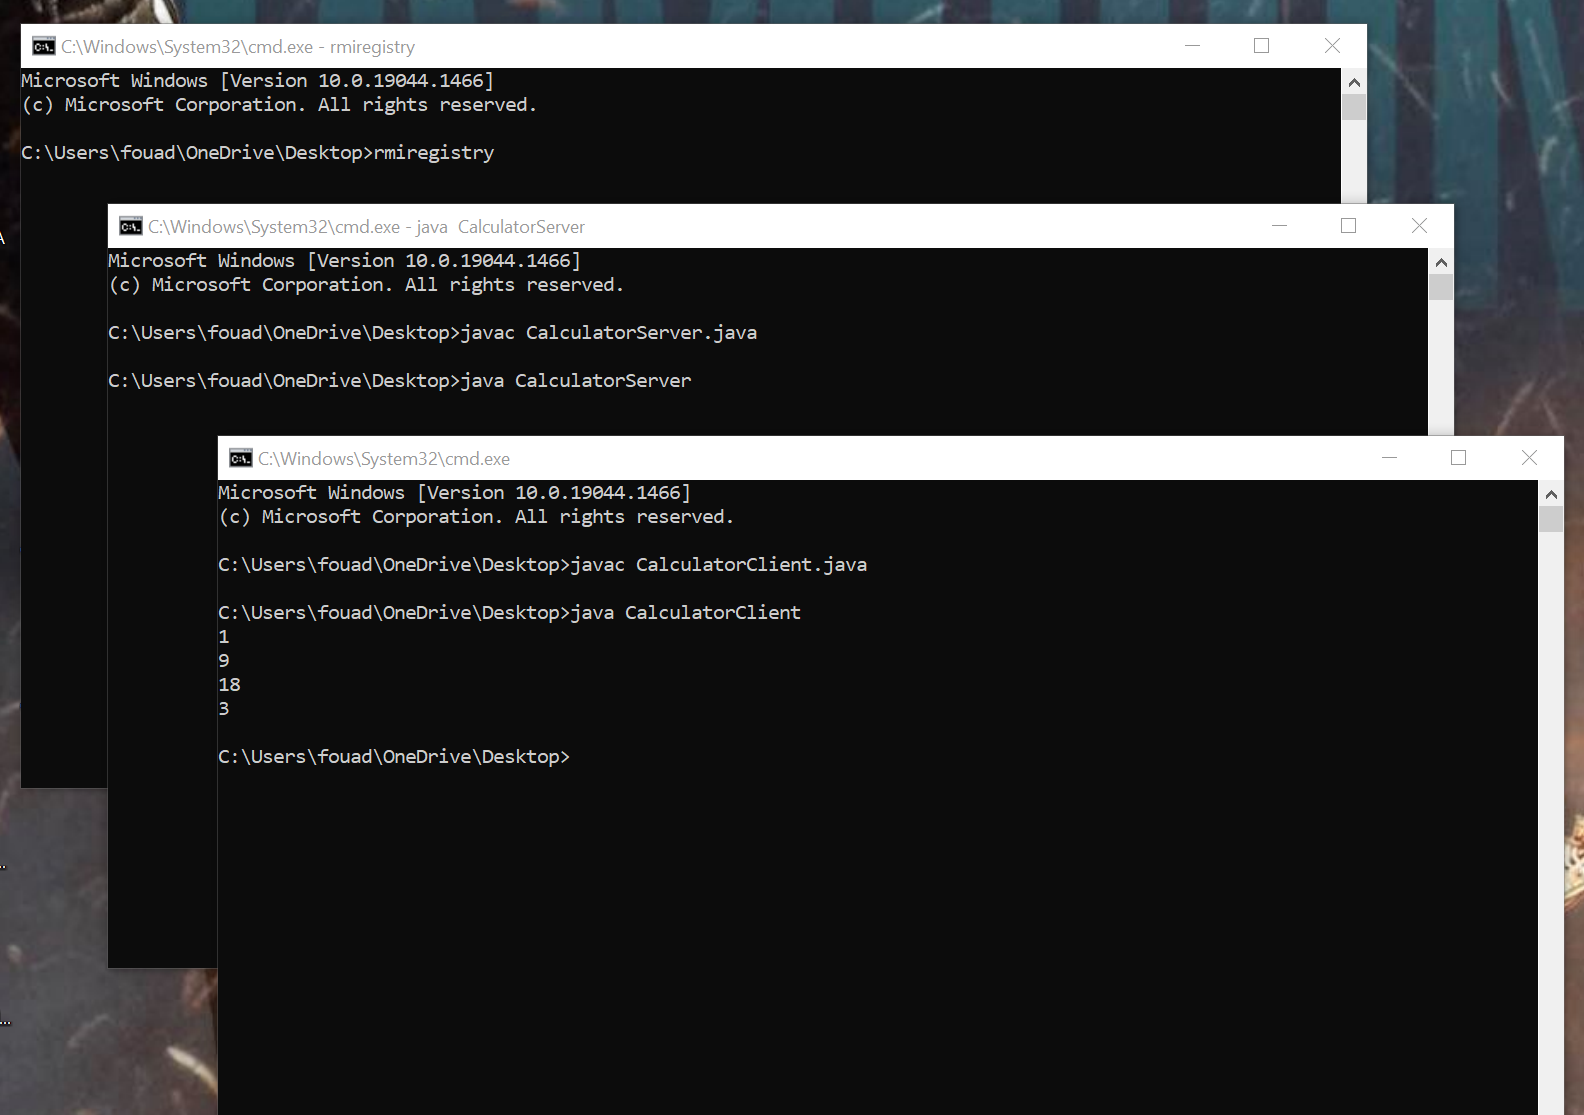 C:\Windows\System32\cmd.exe - rmiregistry
Microsoft Windows [Version 10.0.19044.1466]
(c) Microsoft Corporation. All rights reserved.
C:\Users\fouad\OneDrive\Desktop>rmiregistry
C:\Windows\System32\cmd.exe - java  CalculatorServer
Microsoft Windows [Version 10.0.19044.1466]
(c) Microsoft Corporation. All rights reserved.
C:\Users\fouad\OneDrive\Desktop>javac CalculatorServer.java
C:\Users\fouad\OneDrive\Desktop>java CalculatorServer
C:\Windows\System32\cmd.exe
Microsoft Windows [Version 10.0.19044.1466]
(c) Microsoft Corporation. All rights reserved.
C:\Users\fouad\OneDrive\Desktop>javac CalculatorClient.java
C:\Users\fouad\OneDrive\Desktop>java CalculatorClient
1
9
18
3
C:\Users\fouad\OneDrive\Desktop>